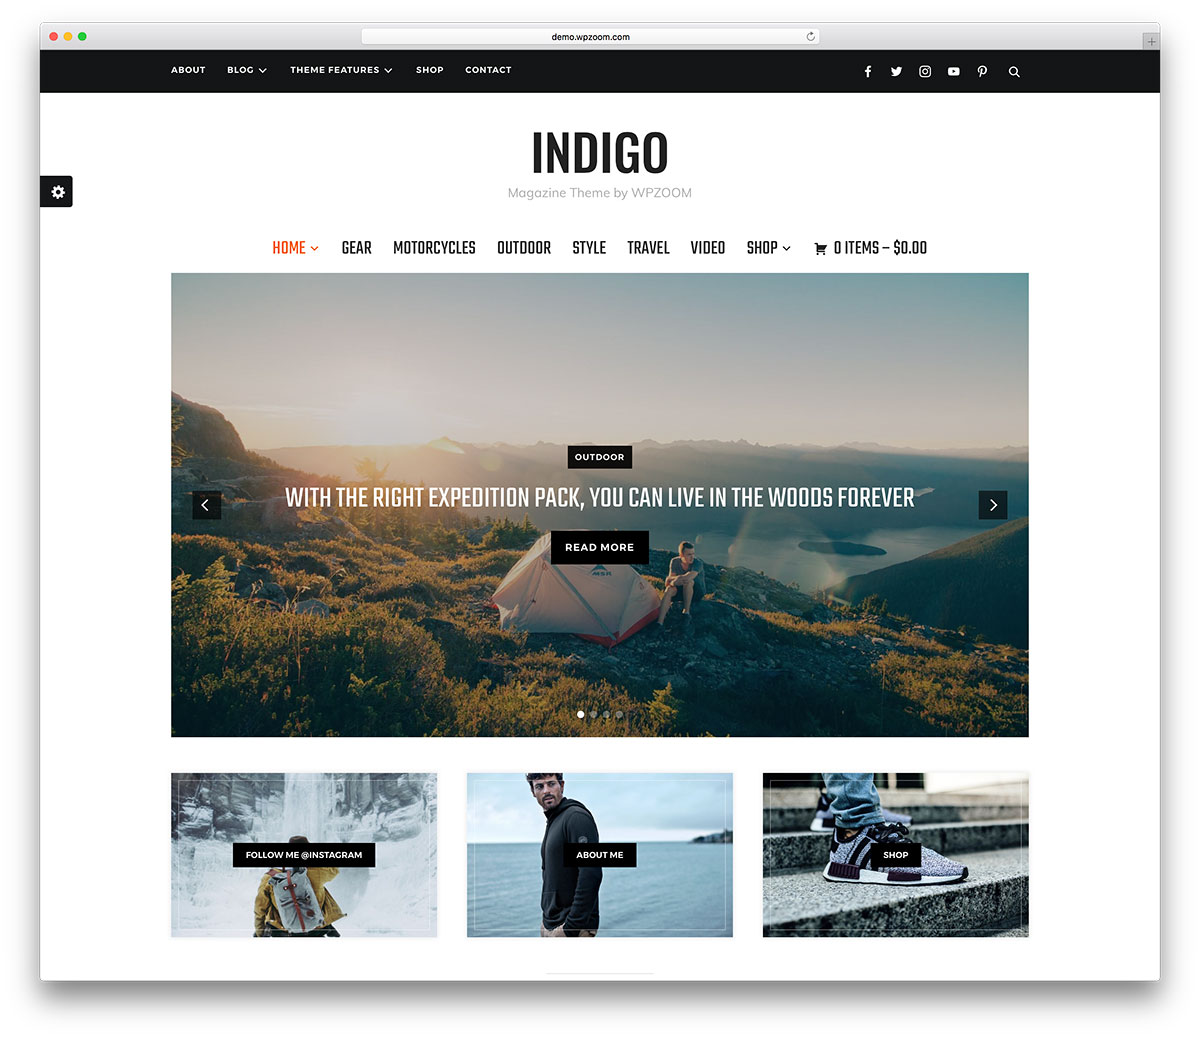 demo.wpzoom.com
ABOUT BLOG THEME FEATURES SHOP CONTACT
INDIGO
Magazine Theme by WPZOOM
HOME GEAR MOTORCYCLES OUTDOOR STYLE TRAVEL VIDEO SHOP 0 ITEMS – $0.00
OUTDOOR
WITH THE RIGHT EXPEDITION PACK, YOU CAN LIVE IN THE WOODS FOREVER
READ MORE
MSR
FOLLOW ME @INSTAGRAM
ABOUT ME
SHOP